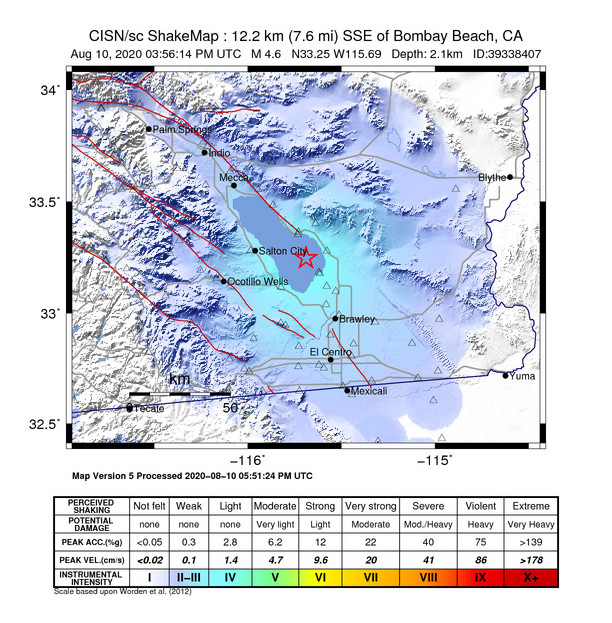 CISN/sc ShakeMap : 12.2 km (7.6 mi) SSE of Bombay Beach, CA
Aug 10, 2020 03:56:14 PM UTC M 4.6 N33.25 W115.69 Depth: 2.1km ID:39338407
34°
Palm Springs
Indio
Mecca
Blythe
33.5°
Salton City
Ocotillo Wells
33°
Brawley
El Centro
km
Yuma
Mexicali
50
Tecate
32.5°
−116° −115°
Map Version 5 Processed 2020−08−10 05:51:24 PM UTC
PERCEIVED SHAKING Not felt Weak Light Moderate Strong Very strong Severe Violent Extreme
POTENTIAL DAMAGE none none none Very light Light Moderate Mod./Heavy Heavy Very Heavy
PEAK ACC.(%g) <0.05 0.3 2.8 6.2 12 22 40 75 >139
PEAK VEL.(cm/s) <0.02 0.1 1.4 4.7 9.6 20 41 86 >178
INSTRUMENTAL INTENSITY I II−III IV V VI VII VIII IX X+
Scale based upon Worden et al. (2012)